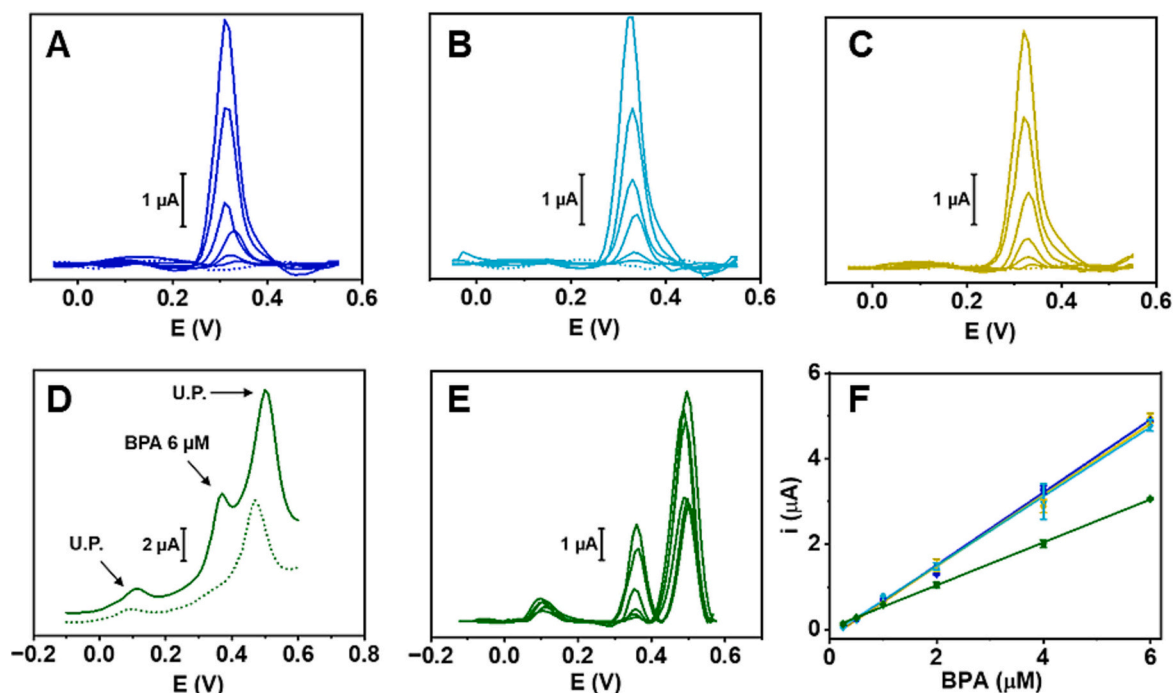 A
1 µA
0.0 0.2 0.4 0.6
E (V)
B
1 µA
0.0 0.2 0.4 0.6
E (V)
C
1 µA
0.0 0.2 0.4 0.6
E (V)
D
U.P.
BPA 6 µM
2 µA
U.P.
−0.2 0.0 0.2 0.4 0.6 0.8
E (V)
E
1 µA
−0.2 0.0 0.2 0.4 0.6
E (V)
F
6
4
2
0
i (µA)
0 2 4 6
BPA (µM)